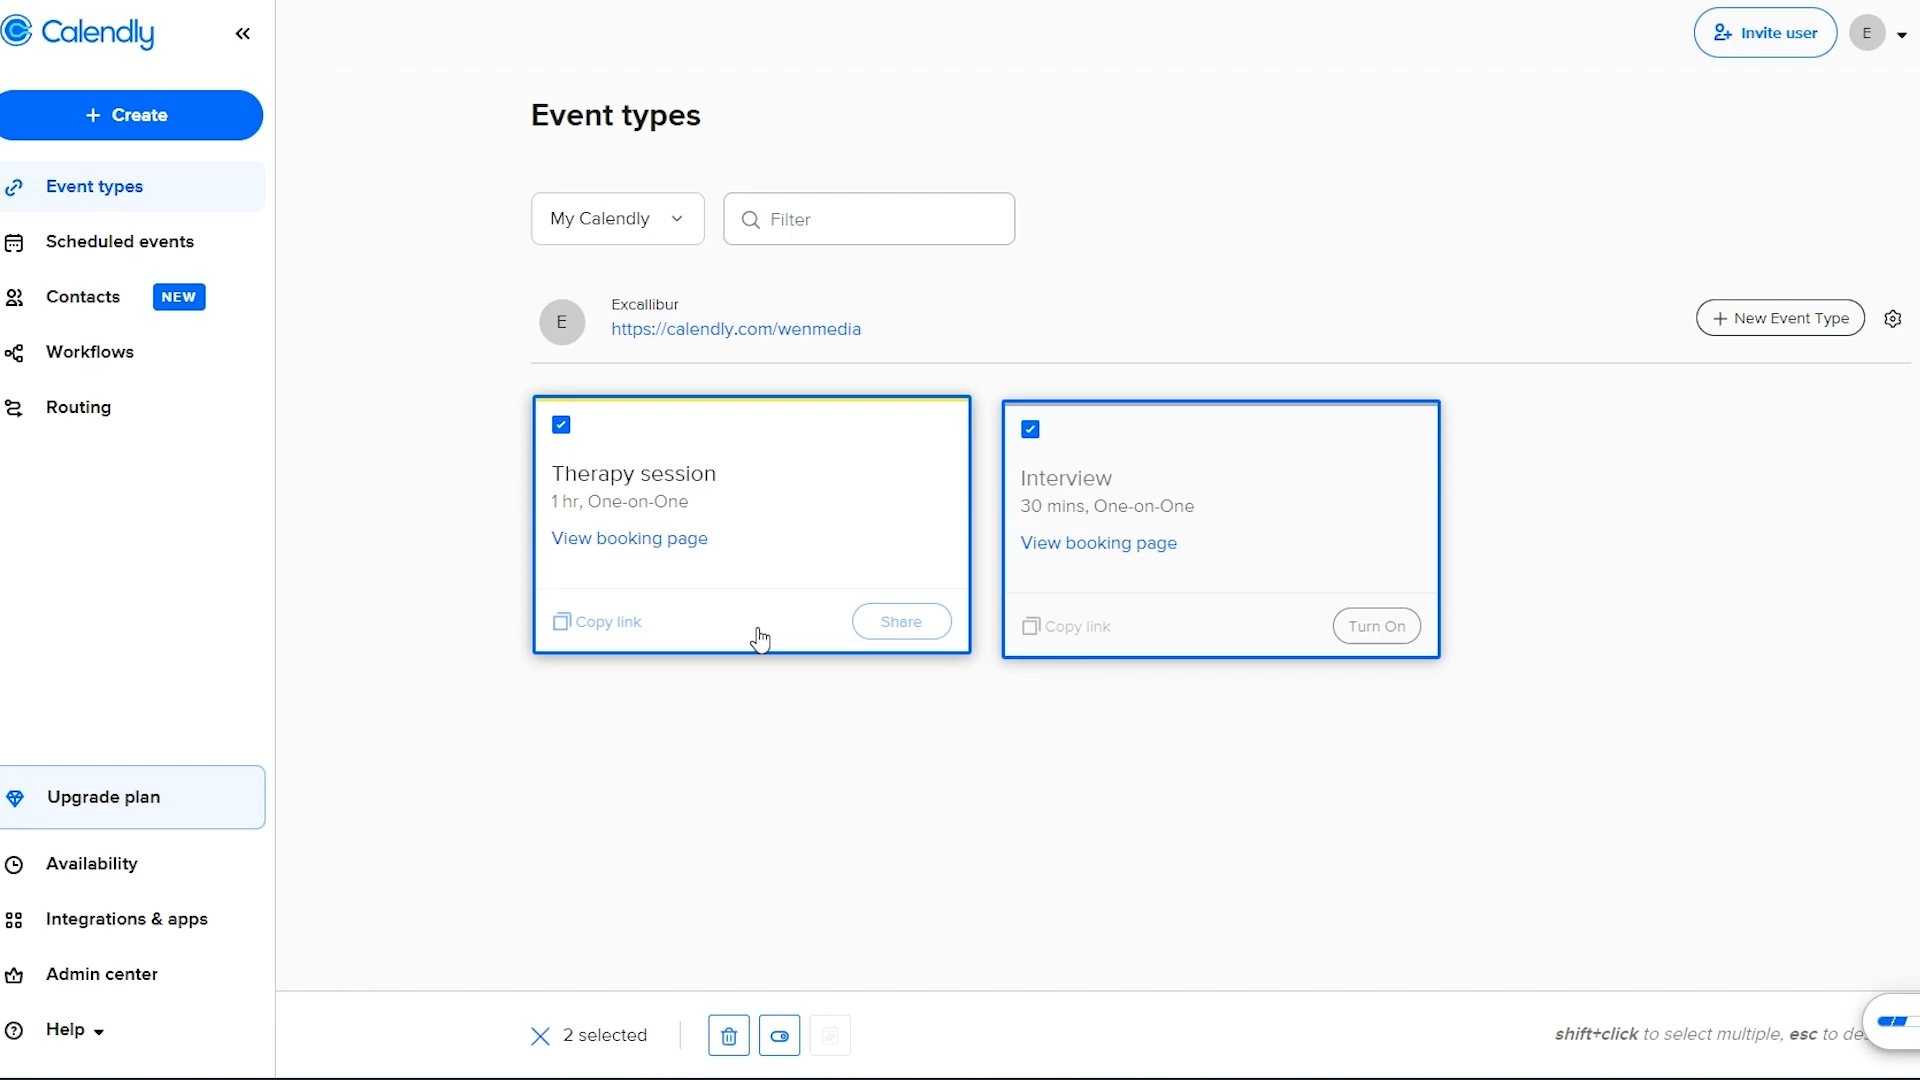 Calendly
Invite user
E
+ Create
Event types
Scheduled events
Contacts NEW
Workflows
Routing
Upgrade plan
Availability
Integrations & apps
Admin center
Help
Event types
My Calendly
Filter
E
Excallibur
https://calendly.com/wenmedia
+ New Event Type
Therapy session
1 hr, One-on-One
View booking page
Copy link
Share
Interview
30 mins, One-on-One
View booking page
Copy link
Turn On
2 selected
shift+click to select multiple, esc to